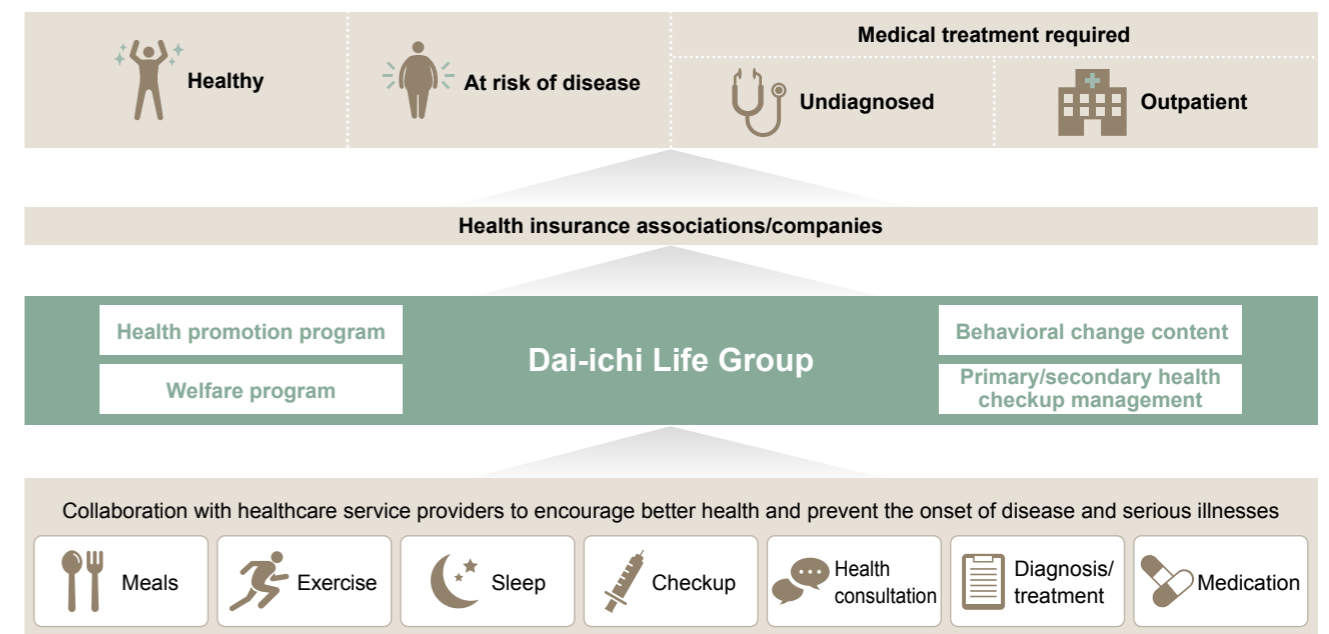 Medical treatment required
Healthy
At risk of disease
Undiagnosed
Outpatient
Health insurance associations/companies
Health promotion program
Welfare program
Dai-ichi Life Group
Behavioral change content
Primary/secondary health
checkup management
Collaboration with healthcare service providers to encourage better health and prevent the onset of disease and serious illnesses
Meals
Exercise
Sleep
Checkup
Health
consultation
Diagnosis/
treatment
Medication